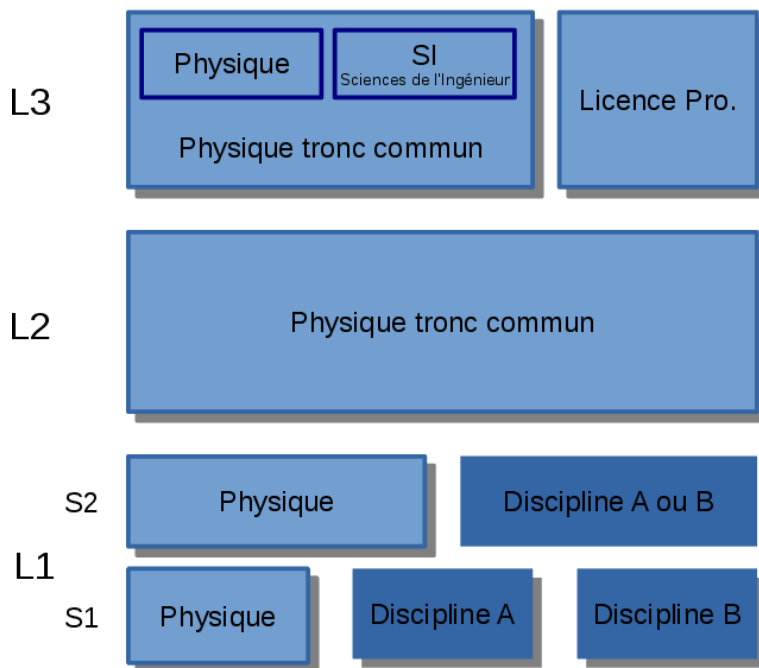 L3
Physique
SI
Sciences de l'Ingénieur
Physique tronc commun
Licence Pro.
L2
Physique tronc commun
L1
S2
Physique
Discipline A ou B
S1
Physique
Discipline A
Discipline B